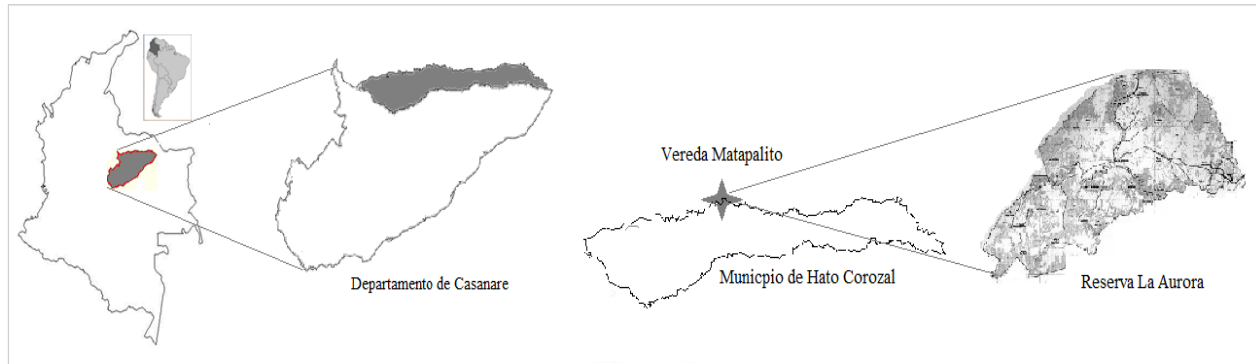 Vereda Matapalito
Departamento de Casanare
Municpio de Hato Corozal
Reserva La Aurora